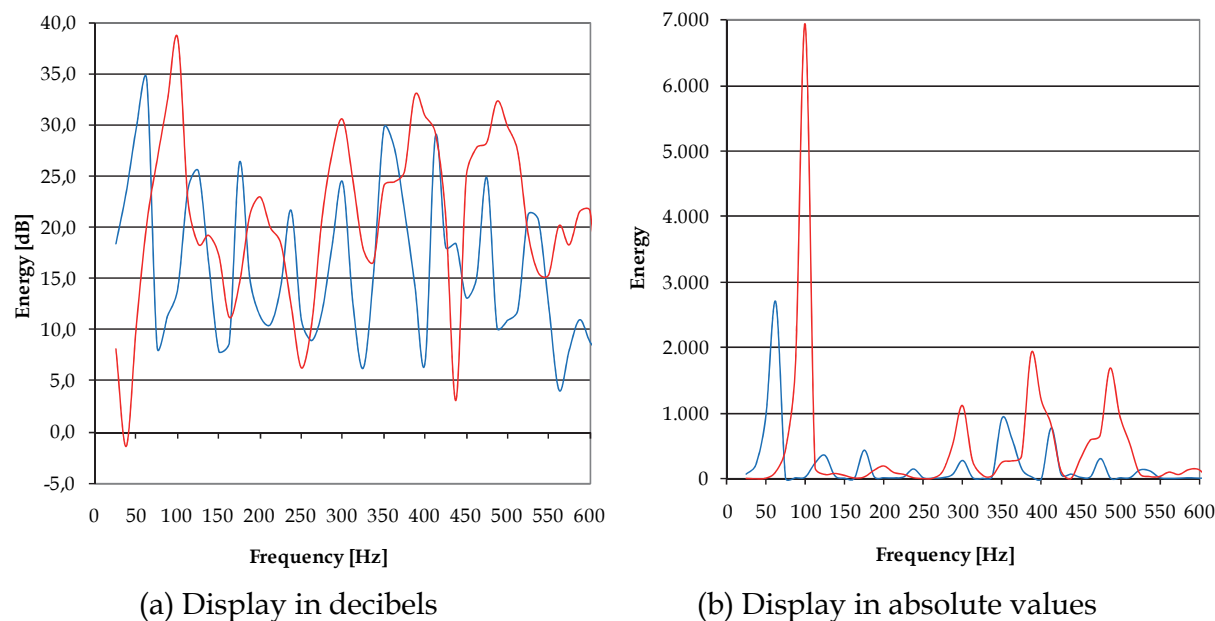 40,0
35,0
30,0
25,0
20,0
15,0
10,0
5,0
0,0
-5,0
Energy [dB]
0 50 100 150 200 250 300 350 400 450 500 550 600
Frequency [Hz]
(a) Display in decibels
7.000
6.000
5.000
4.000
3.000
2.000
1.000
0
Energy
0 50 100 150 200 250 300 350 400 450 500 550 600
Frequency [Hz]
(b) Display in absolute values